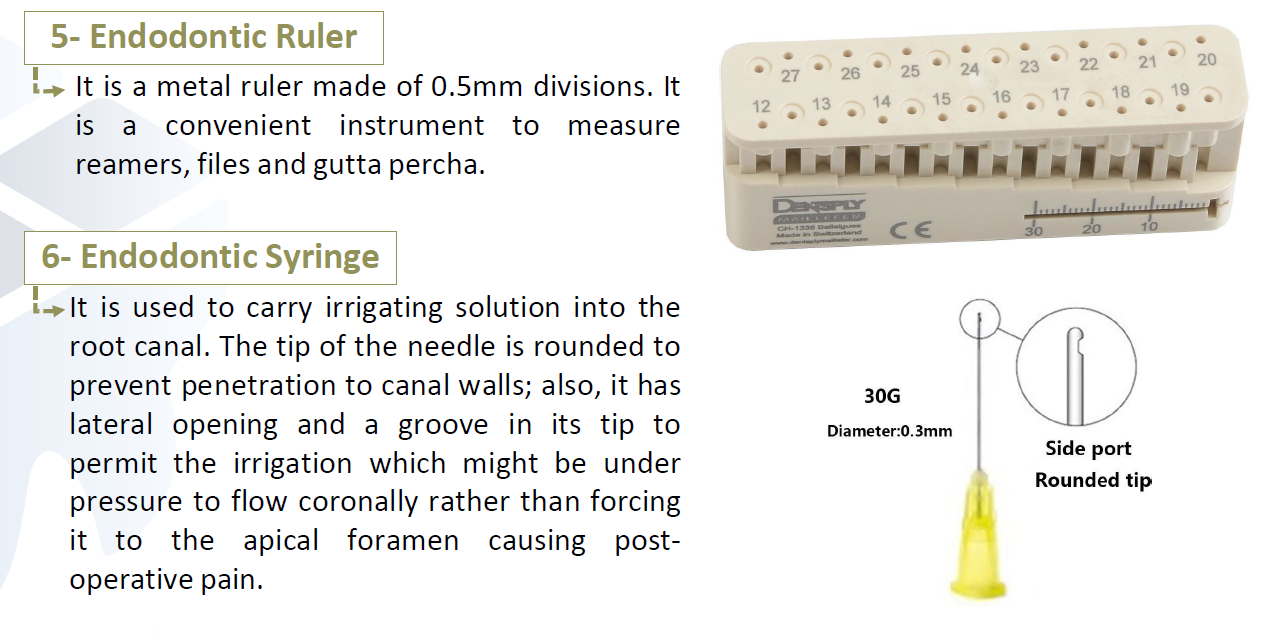 5- Endodontic Ruler
It is a metal ruler made of 0.5mm divisions. It
is a convenient instrument to measure
reamers, files and gutta percha.
6- Endodontic Syringe
It is used to carry irrigating solution into the
root canal. The tip of the needle is rounded to
prevent penetration to canal walls; also, it has
lateral opening and a groove in its tip to
permit the irrigation which might be under
pressure to flow coronally rather than forcing
it to the apical foramen causing post-
operative pain.
27 26 25 24 23 22 21 20
12 13 14 15 16 17 18 19
DENTSPLY
MAILLEFER
CH-1338 Ballaigues
Made in Switzerland
www.dentsplymaillefer.com
CE
30 20 10
30G
Diameter:0.3mm
Side port
Rounded tip